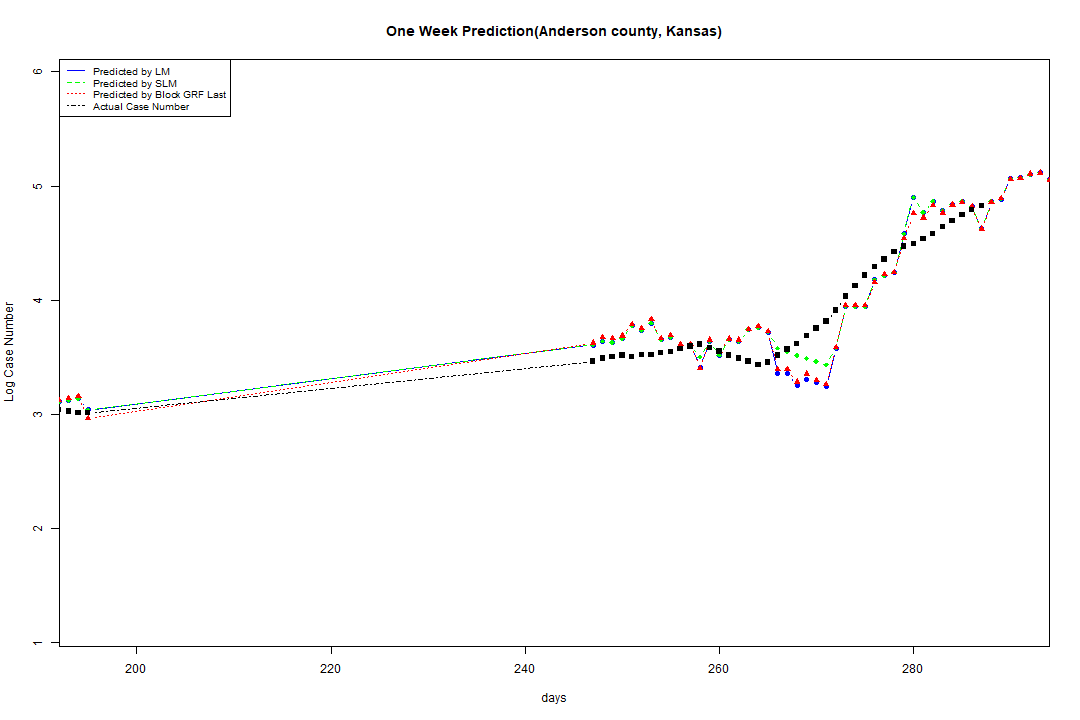 One Week Prediction(Anderson county, Kansas)
Predicted by LM
Predicted by SLM
Predicted by Block GRF Last
Actual Case Number
6
5
4
3
2
1
Log Case Number
200 220 240 260 280
days